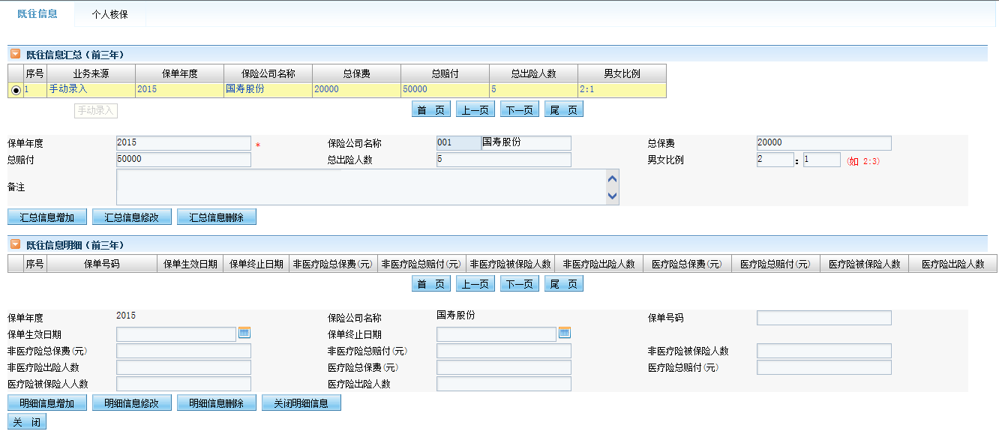 既往信息 个人核保
既往信息汇总（前三年）
序号 业务来源 保单年度 保险公司名称 总保费 总赔付 总出险人数 男女比例
1 手动录入 2015 国寿股份 20000 50000 5 2:1
手动录入 首 页 上一页 下一页 尾 页
保单年度 2015 * 保险公司名称 001 国寿股份 总保费 20000
总赔付 50000 总出险人数 5 男女比例 2 : 1 (如 2:3)
备注
汇总信息增加 汇总信息修改 汇总信息删除
既往信息明细（前三年）
序号 保单号码 保单生效日期 保单终止日期 非医疗险总保费(元) 非医疗险总赔付(元) 非医疗险被保险人数 非医疗险出险人数 医疗险总保费(元) 医疗险总赔付(元) 医疗险被保险人数 医疗险出险人数
首 页 上一页 下一页 尾 页
保单年度 2015 保险公司名称 国寿股份 保单号码
保单生效日期 保单终止日期
非医疗险总保费(元) 非医疗险总赔付(元) 非医疗险被保险人数
非医疗险出险人数 医疗险总保费(元) 医疗险总赔付(元)
医疗险被保险人人数 医疗险出险人数
明细信息增加 明细信息修改 明细信息删除 关闭明细信息
关 闭